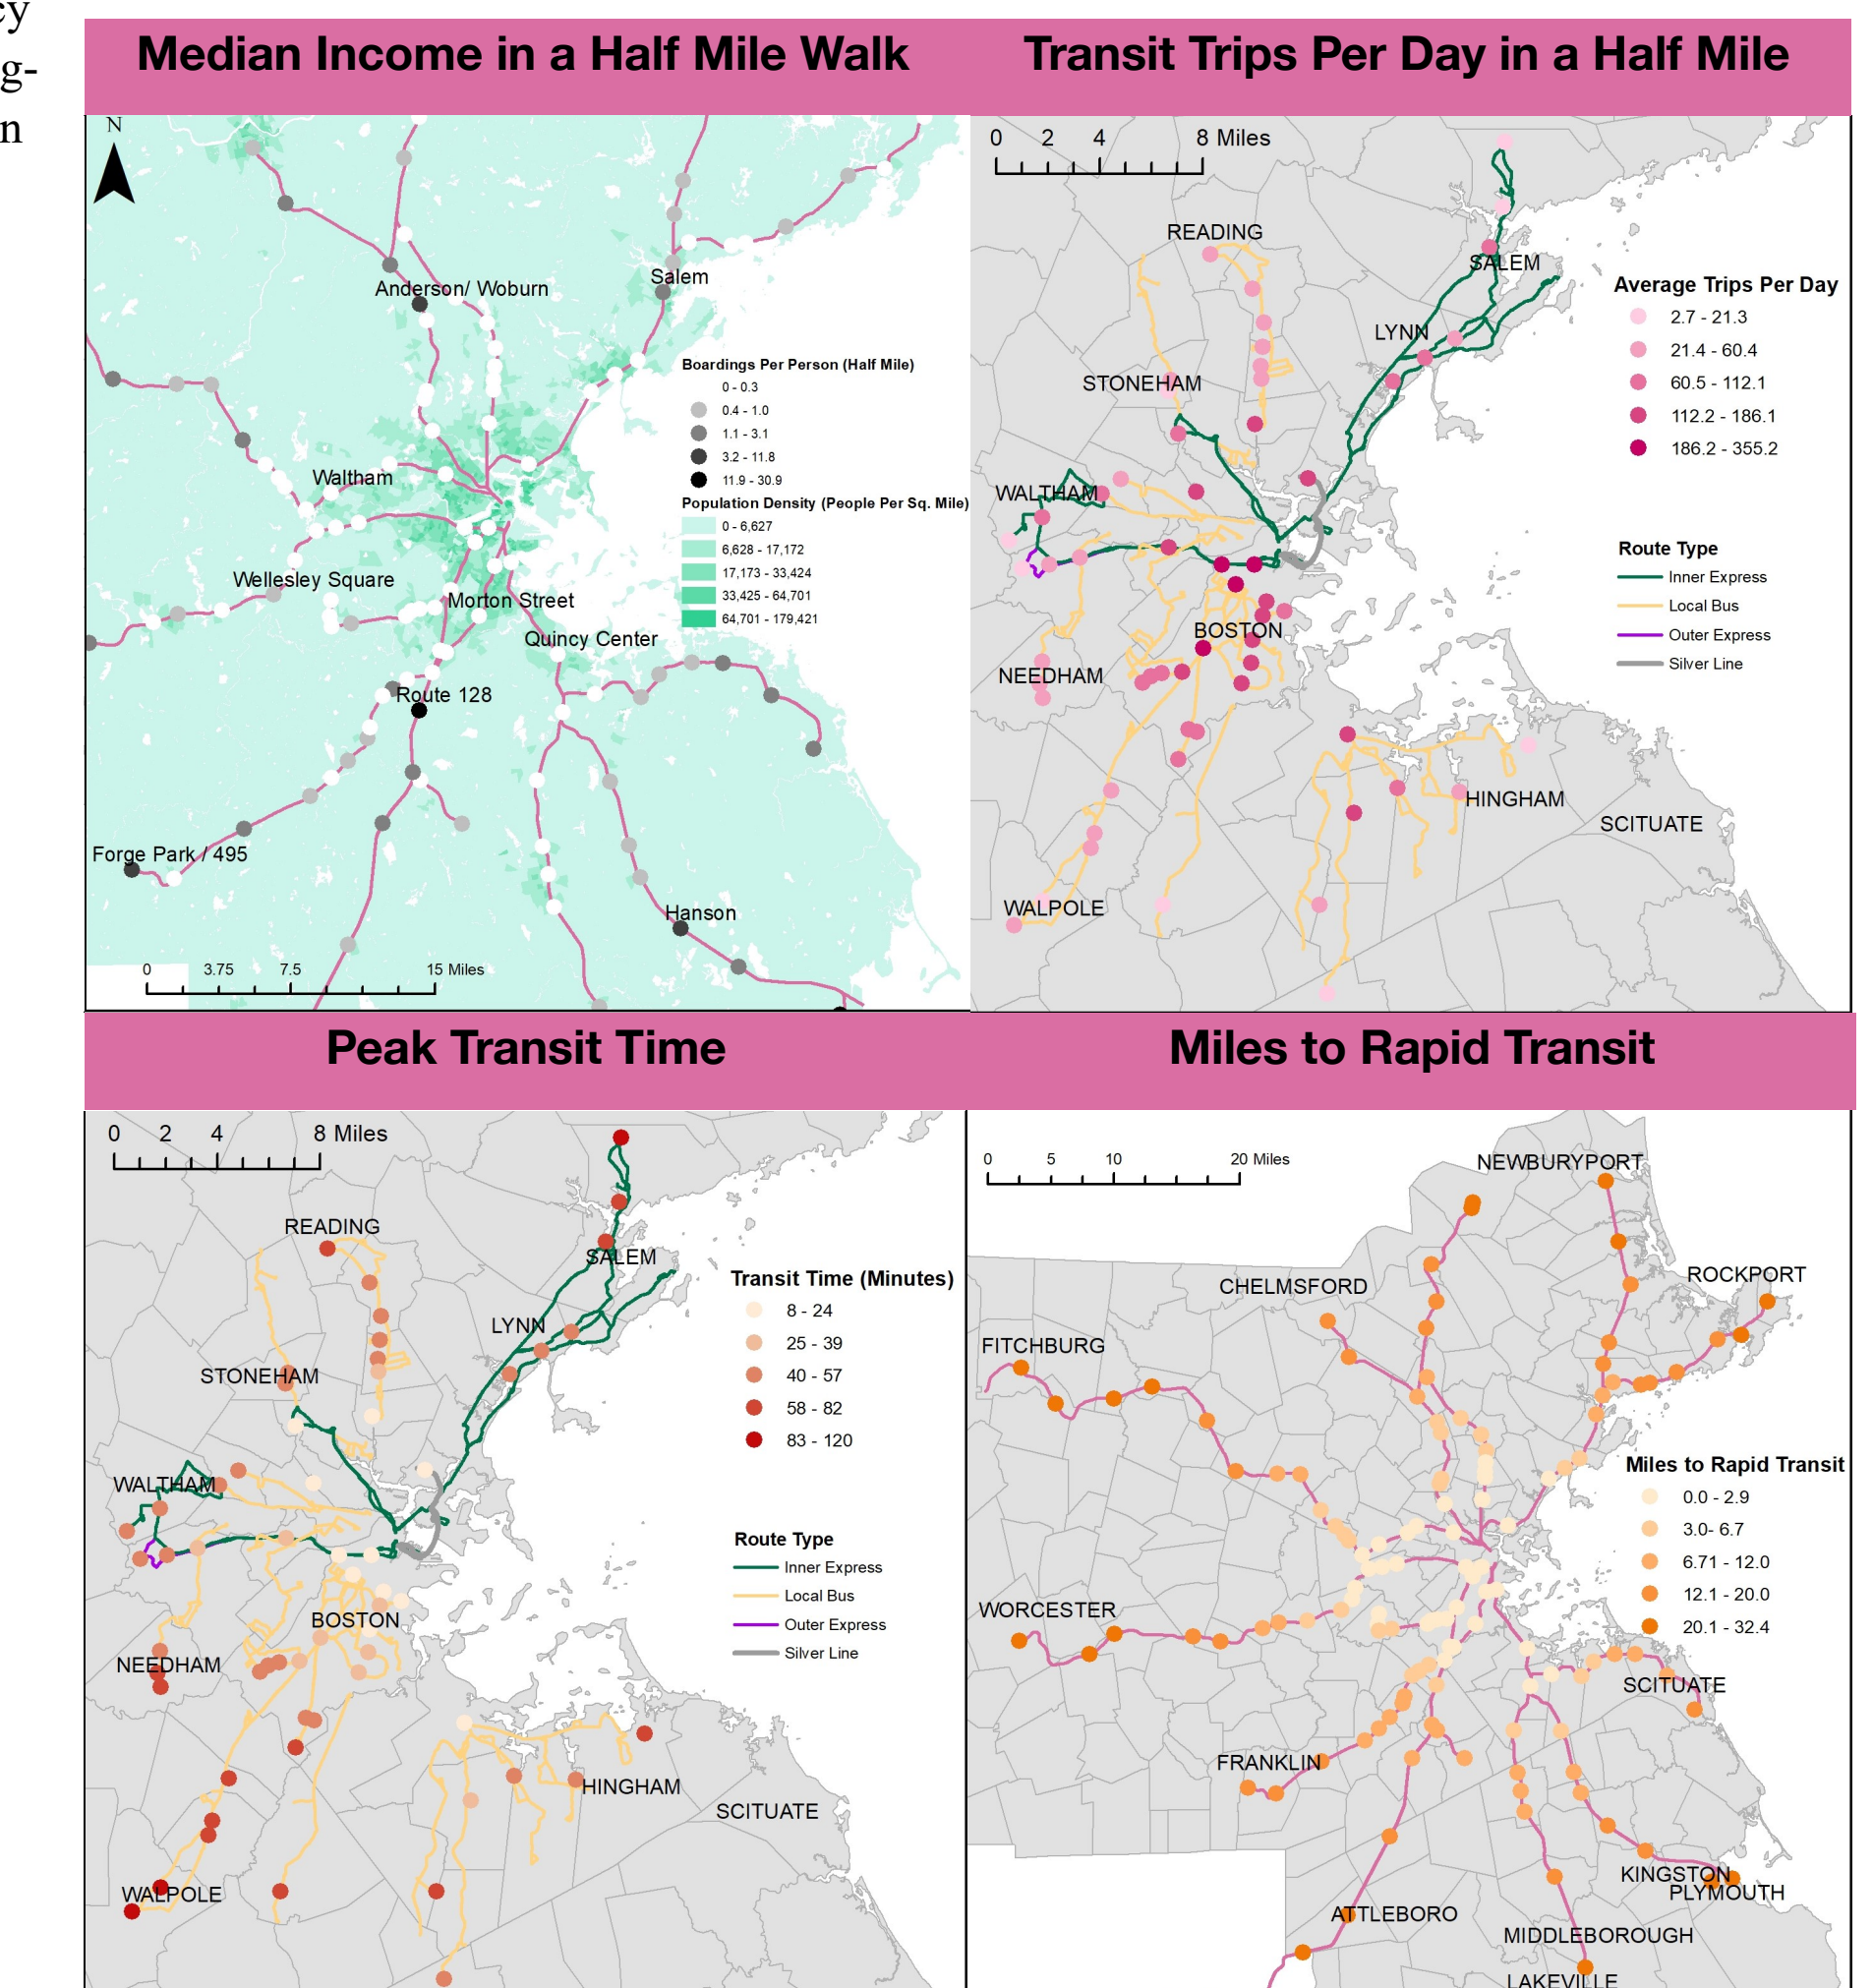 cy
g-
n
Median Income in a Half Mile Walk
Transit Trips Per Day in a Half Mile
N
Anderson/ Woburn
Salem
Boardings Per Person (Half Mile)
0 - 0.3
0.4 - 1.0
1.1 - 3.1
3.2 - 11.8
11.9 - 30.9
Population Density (People Per Sq. Mile)
0 - 6,627
6,628 - 17,172
17,173 - 33,424
33,425 - 64,701
64,701 - 179,421
Waltham
Wellesley Square
Morton Street
Quincy Center
Route 128
Forge Park / 495
Hanson
0 3.75 7.5 15 Miles
0 2 4 8 Miles
READING
SALEM
LYNN
STONEHAM
WALTHAM
BOSTON
NEEDHAM
HINGHAM
SCITUATE
WALPOLE
Average Trips Per Day
2.7 - 21.3
21.4 - 60.4
60.5 - 112.1
112.2 - 186.1
186.2 - 355.2
Route Type
Inner Express
Local Bus
Outer Express
Silver Line
Peak Transit Time
Miles to Rapid Transit
0 2 4 8 Miles
READING
SALEM
LYNN
STONEHAM
WALTHAM
BOSTON
NEEDHAM
HINGHAM
SCITUATE
WALPOLE
Transit Time (Minutes)
8 - 24
25 - 39
40 - 57
58 - 82
83 - 120
Route Type
Inner Express
Local Bus
Outer Express
Silver Line
0 5 10 20 Miles
NEWBURYPORT
ROCKPORT
CHELMSFORD
FITCHBURG
Miles to Rapid Transit
0.0 - 2.9
3.0- 6.7
6.71 - 12.0
12.1 - 20.0
20.1 - 32.4
WORCESTER
SCITUATE
FRANKLIN
KINGSTON
PLYMOUTH
ATTLEBORO
MIDDLEBOROUGH
LAKEVILLE